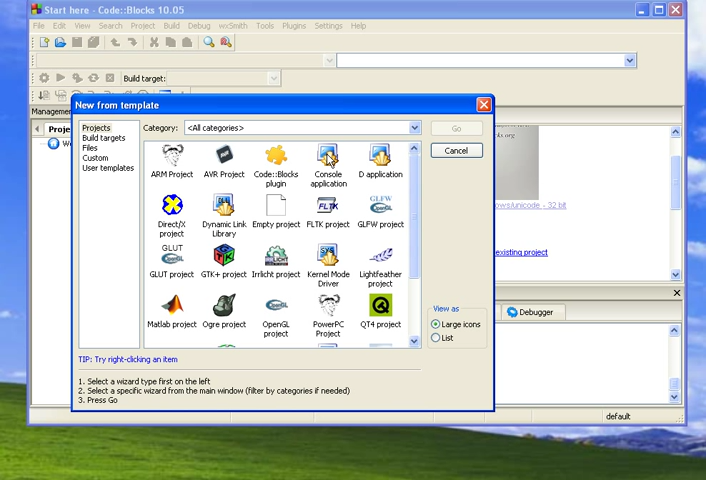 Start here - Code::Blocks 10.05
File Edit View Search Project Build Debug wxSmith Tools Plugins Settings Help
Build target:
Management
Proje
New from template
Projects
Build targets
Files
Custom
User templates
Category: <All categories>
Go
Cancel
ARM Project AVR Project Code::Blocks plugin Console application D application
Direct/X project Dynamic Link Library Empty project FLTK project GLFW project
GLUT project GTK+ project Irrlicht project Kernel Mode Driver Lightfeather project
Matlab project Ogre project OpenGL project PowerPC Project QT4 project
View as
Large icons
List
TIP: Try right-clicking an item
1. Select a wizard type first on the left
2. Select a specific wizard from the main window (filter by categories if needed)
3. Press Go
ows/unicode - 32 bit
existing project
Debugger
default